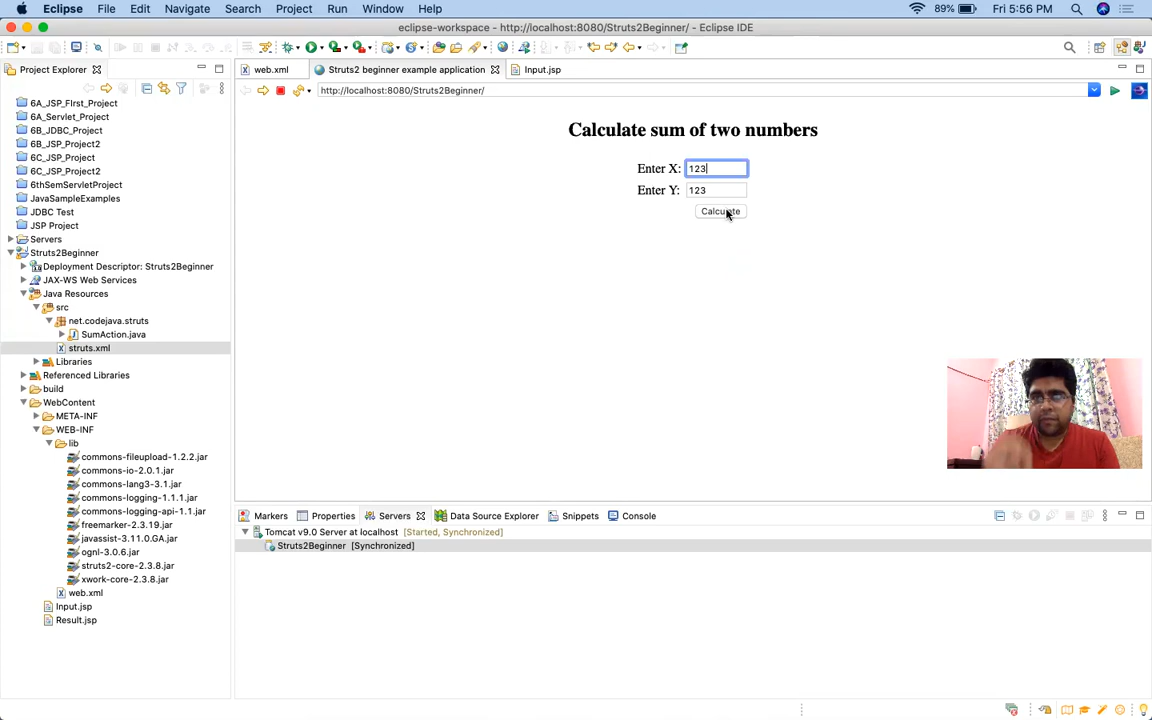 Eclipse File Edit Navigate Search Project Run Window Help 89% Fri 5:56 PM
eclipse-workspace - http://localhost:8080/Struts2Beginner/ - Eclipse IDE
Project Explorer
web.xml Struts2 beginner example application Input.jsp
http://localhost:8080/Struts2Beginner/
6A_JSP_FIrst_Project
6A_Servlet_Project
6B_JDBC_Project
6B_JSP_Project2
6C_JSP_Project
6C_JSP_Project2
6thSemServletProject
JavaSampleExamples
JDBC Test
JSP Project
Servers
Struts2Beginner
Deployment Descriptor: Struts2Beginner
JAX-WS Web Services
Java Resources
src
net.codejava.struts
SumAction.java
struts.xml
Libraries
Referenced Libraries
build
WebContent
META-INF
WEB-INF
lib
commons-fileupload-1.2.2.jar
commons-io-2.0.1.jar
commons-lang3-3.1.jar
commons-logging-1.1.1.jar
commons-logging-api-1.1.jar
freemarker-2.3.19.jar
javassist-3.11.0.GA.jar
ognl-3.0.6.jar
struts2-core-2.3.8.jar
xwork-core-2.3.8.jar
web.xml
Input.jsp
Result.jsp
Calculate sum of two numbers
Enter X: 123
Enter Y: 123
Calculate
Markers Properties Servers Data Source Explorer Snippets Console
Tomcat v9.0 Server at localhost [Started, Synchronized]
Struts2Beginner [Synchronized]